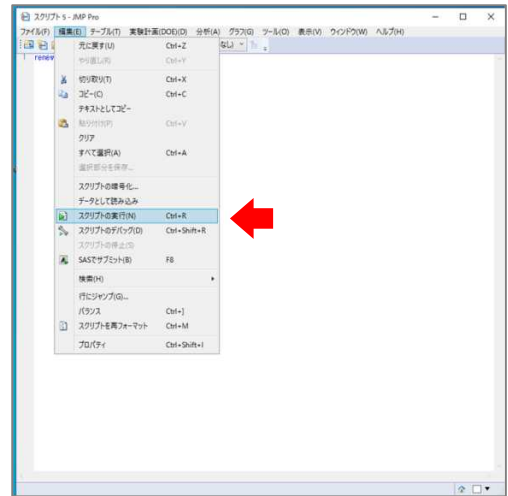 スクリプト 5 - JMP Pro
ファイル(F) 編集(E) テーブル(T) 実験計画(DOE)(D) 分析(A) グラフ(G) ツール(O) 表示(V) ウィンドウ(W) ヘルプ(H)
なし)
1 renew
元に戻す(U) Ctrl+Z
やり直し(R) Ctrl+Y
切り取り(T) Ctrl+X
コピー(C) Ctrl+C
テキストとしてコピー
貼り付け(P) Ctrl+V
クリア
すべて選択(A) Ctrl+A
選択部分を保存...
スクリプトの暗号化...
データとして読み込み
スクリプトの実行(N) Ctrl+R
スクリプトのデバッグ(D) Ctrl+Shift+R
スクリプトの停止(S)
SASでサブミット(B) F8
検索(H)
行にジャンプ(G)...
バランス Ctrl+]
スクリプトを再フォーマット Ctrl+M
プロパティ Ctrl+Shift+I